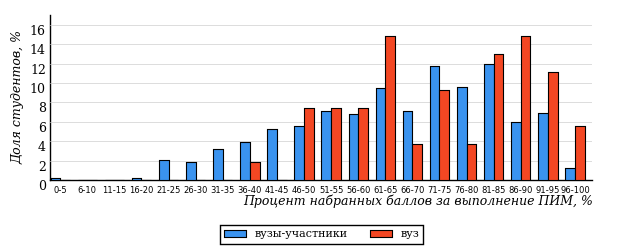 Доля студентов, %
16
14
12
10
8
6
4
2
0
0-5 6-10 11-15 16-20 21-25 26-30 31-35 36-40 41-45 46-50 51-55 56-60 61-65 66-70 71-75 76-80 81-85 86-90 91-95 96-100
Процент набранных баллов за выполнение ПИМ, %
вузы-участники вуз